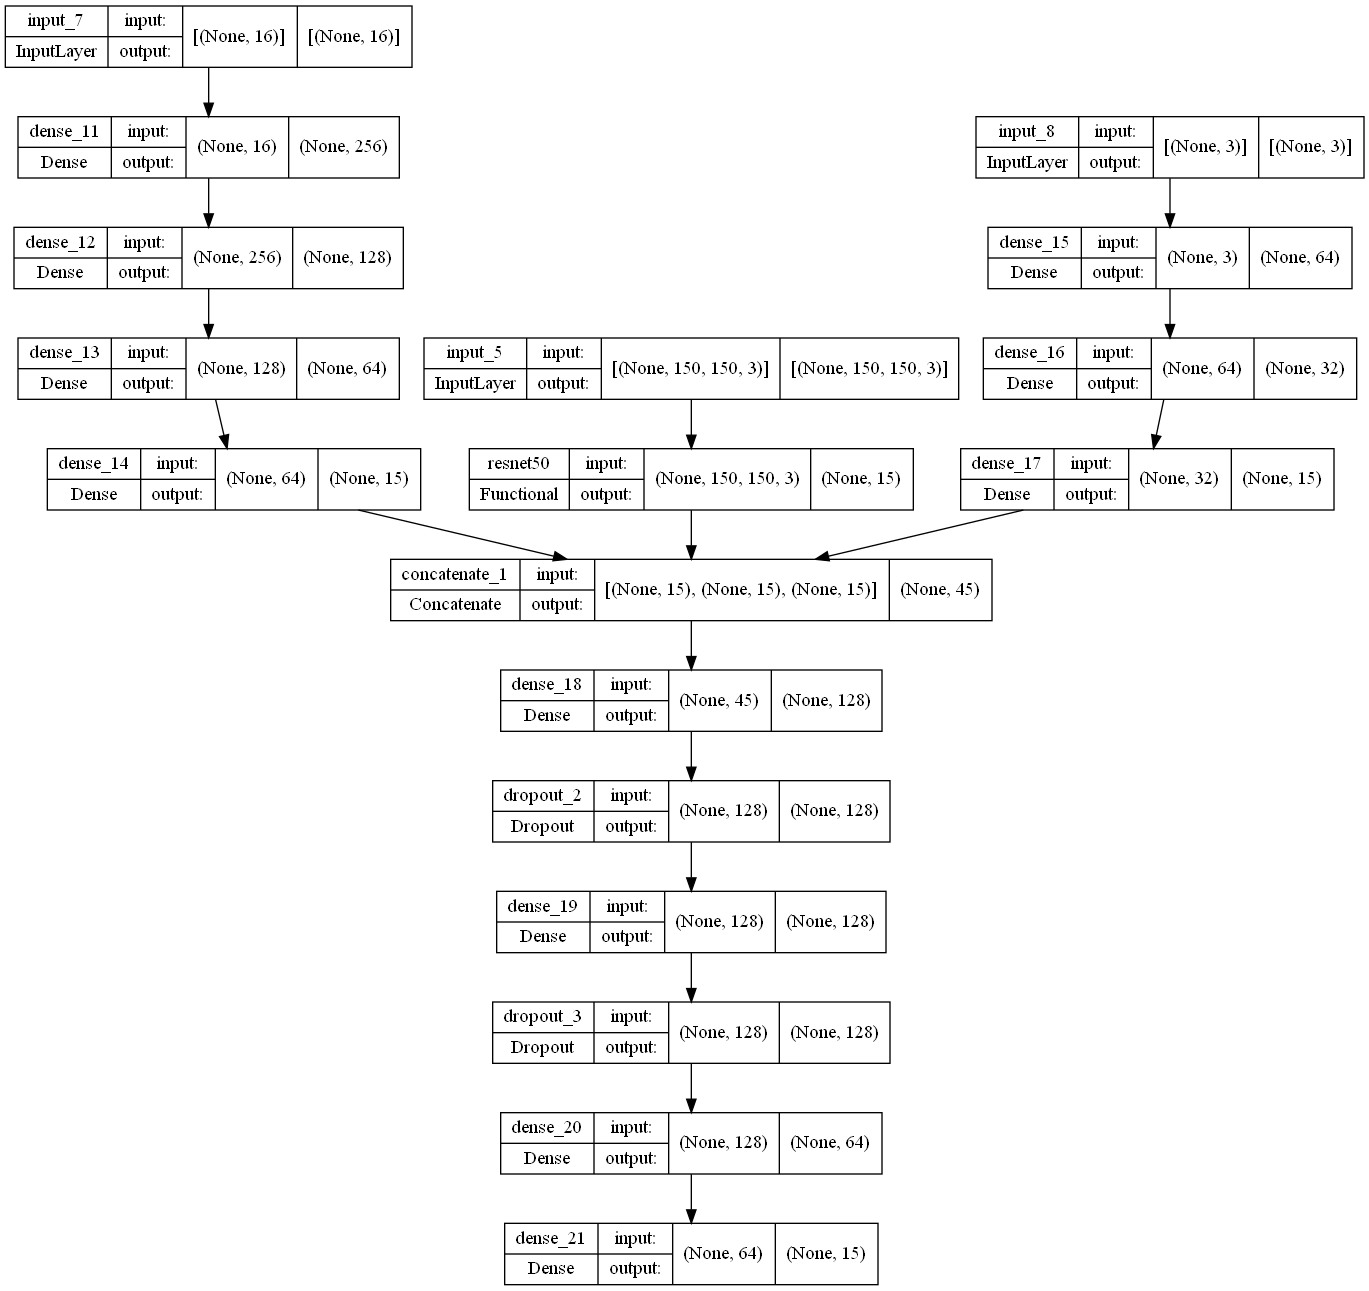 input_7 input: [(None, 16)] [(None, 16)]
InputLayer output:
dense_11 input: (None, 16) (None, 256)
Dense output:
input_8 input: [(None, 3)] [(None, 3)]
InputLayer output:
dense_12 input: (None, 256) (None, 128)
Dense output:
dense_15 input: (None, 3) (None, 64)
Dense output:
dense_13 input: (None, 128) (None, 64)
Dense output:
input_5 input: [(None, 150, 150, 3)] [(None, 150, 150, 3)]
InputLayer output:
dense_16 input: (None, 64) (None, 32)
Dense output:
dense_14 input: (None, 64) (None, 15)
Dense output:
resnet50 input: (None, 150, 150, 3) (None, 15)
Functional output:
dense_17 input: (None, 32) (None, 15)
Dense output:
concatenate_1 input: [(None, 15), (None, 15), (None, 15)] (None, 45)
Concatenate output:
dense_18 input: (None, 45) (None, 128)
Dense output:
dropout_2 input: (None, 128) (None, 128)
Dropout output:
dense_19 input: (None, 128) (None, 128)
Dense output:
dropout_3 input: (None, 128) (None, 128)
Dropout output:
dense_20 input: (None, 128) (None, 64)
Dense output:
dense_21 input: (None, 64) (None, 15)
Dense output: